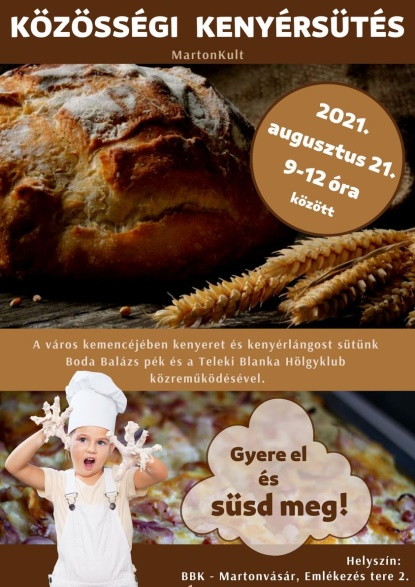 KÖZÖSSÉGI KENYÉRSÜTÉS
MartonKult
2021.
augusztus 21.
9-12 óra
között
A város kemencéjében kenyeret és kenyérlángost sütünk
Boda Balázs pék és a Teleki Blanka Hölgyklub
közreműködésével.
Gyere el
és
süsd meg!
Helyszín:
BBK - Martonvásár, Emlékezés tere 2.